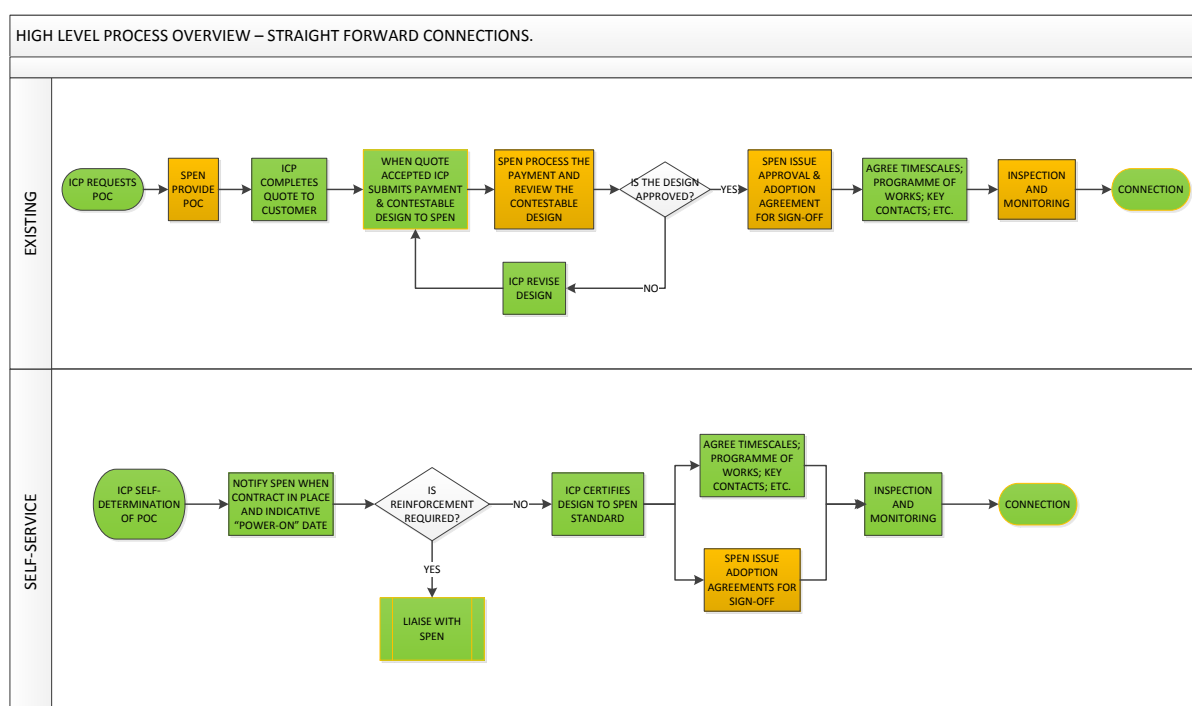 HIGH LEVEL PROCESS OVERVIEW – STRAIGHT FORWARD CONNECTIONS.
EXISTING
ICP REQUESTS
POC
SPEN
PROVIDE
POC
ICP
COMPLETES
QUOTE TO
CUSTOMER
WHEN QUOTE
ACCEPTED ICP
SUBMITS PAYMENT
& CONTESTABLE
DESIGN TO SPEN
SPEN PROCESS THE
PAYMENT AND
REVIEW THE
CONTESTABLE
DESIGN
IS THE DESIGN
APPROVED?
YES
NO
ICP REVISE
DESIGN
SPEN ISSUE
APPROVAL &
ADOPTION
AGREEMENT
FOR SIGN-OFF
AGREE TIMESCALES;
PROGRAMME OF
WORKS; KEY
CONTACTS; ETC.
INSPECTION
AND
MONITORING
CONNECTION
SELF-SERVICE
ICP SELF-
DETERMINATION
OF POC
NOTIFY SPEN WHEN
CONTRACT IN PLACE
AND INDICATIVE
“POWER-ON” DATE
IS
REINFORCEMENT
REQUIRED?
NO
YES
LIAISE WITH
SPEN
ICP CERTIFIES
DESIGN TO SPEN
STANDARD
AGREE TIMESCALES;
PROGRAMME OF
WORKS; KEY
CONTACTS; ETC.
SPEN ISSUE
ADOPTION
AGREEMENTS FOR
SIGN-OFF
INSPECTION
AND
MONITORING
CONNECTION